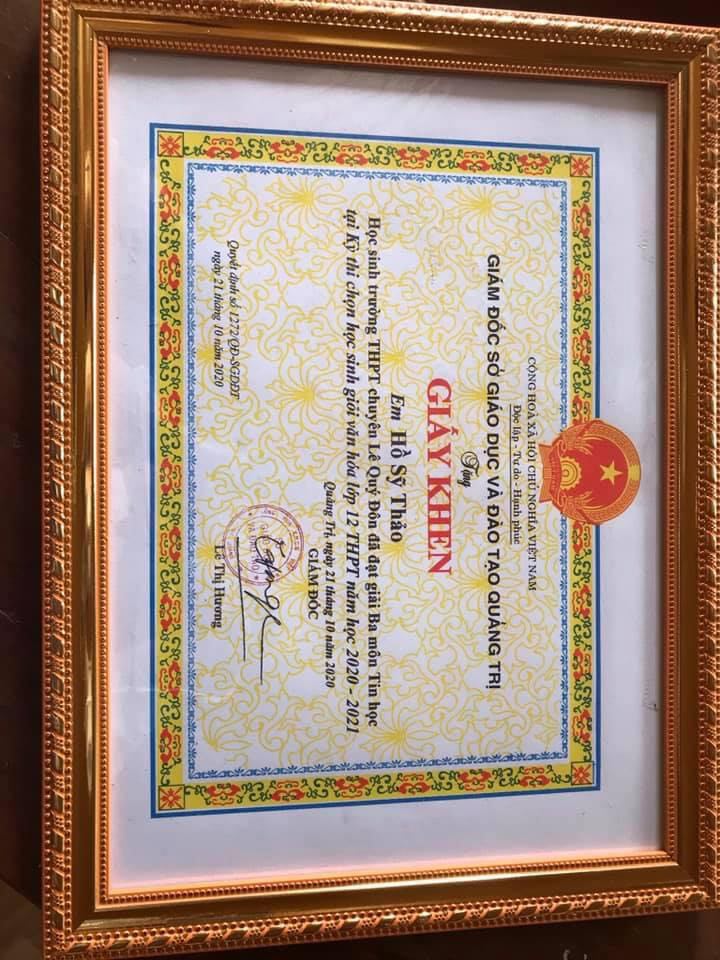 CỘNG HOÀ XÃ HỘI CHỦ NGHĨA VIỆT NAM
Độc lập - Tự do - Hạnh phúc
GIÁM ĐỐC SỞ GIÁO DỤC VÀ ĐÀO TẠO QUẢNG TRỊ
Tặng
GIẤY KHEN
Em Hồ Sỹ Thảo
Học sinh trường THPT chuyên Lê Quý Đôn đã đạt giải Ba môn Tin học
tại Kỳ thi chọn học sinh giỏi văn hóa lớp 12 THPT năm học 2020 - 2021
Quảng Trị, ngày 21 tháng 10 năm 2020
GIÁM ĐỐC
Quyết định số 1272/QĐ-SGDĐT
ngày 21 tháng 10 năm 2020
Lê Thị Hương